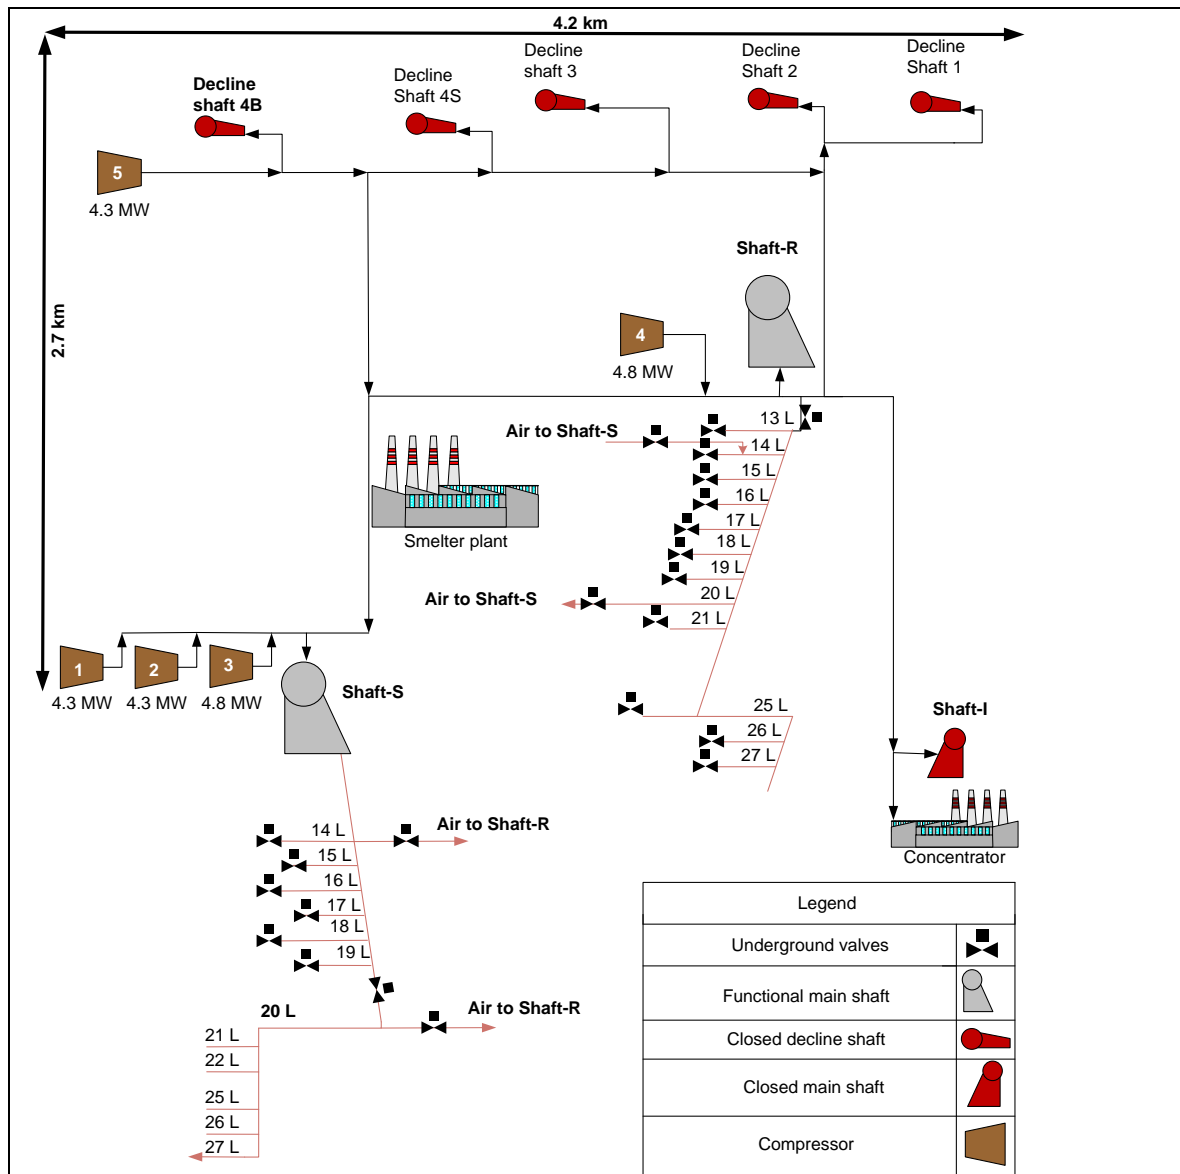 4.2 km
2.7 km
Decline
shaft 4B
Decline
Shaft 4S
Decline
shaft 3
Decline
Shaft 2
Decline
Shaft 1
5
4.3 MW
Shaft-R
4
4.8 MW
13 L
Air to Shaft-S
14 L
15 L
16 L
17 L
18 L
19 L
20 L
Air to Shaft-S
21 L
25 L
26 L
27 L
Smelter plant
1
2
3
4.3 MW
4.3 MW
4.8 MW
Shaft-S
Shaft-I
Concentrator
14 L
Air to Shaft-R
15 L
16 L
17 L
18 L
19 L
20 L
Air to Shaft-R
21 L
22 L
25 L
26 L
27 L
Legend
Underground valves
Functional main shaft
Closed decline shaft
Closed main shaft
Compressor